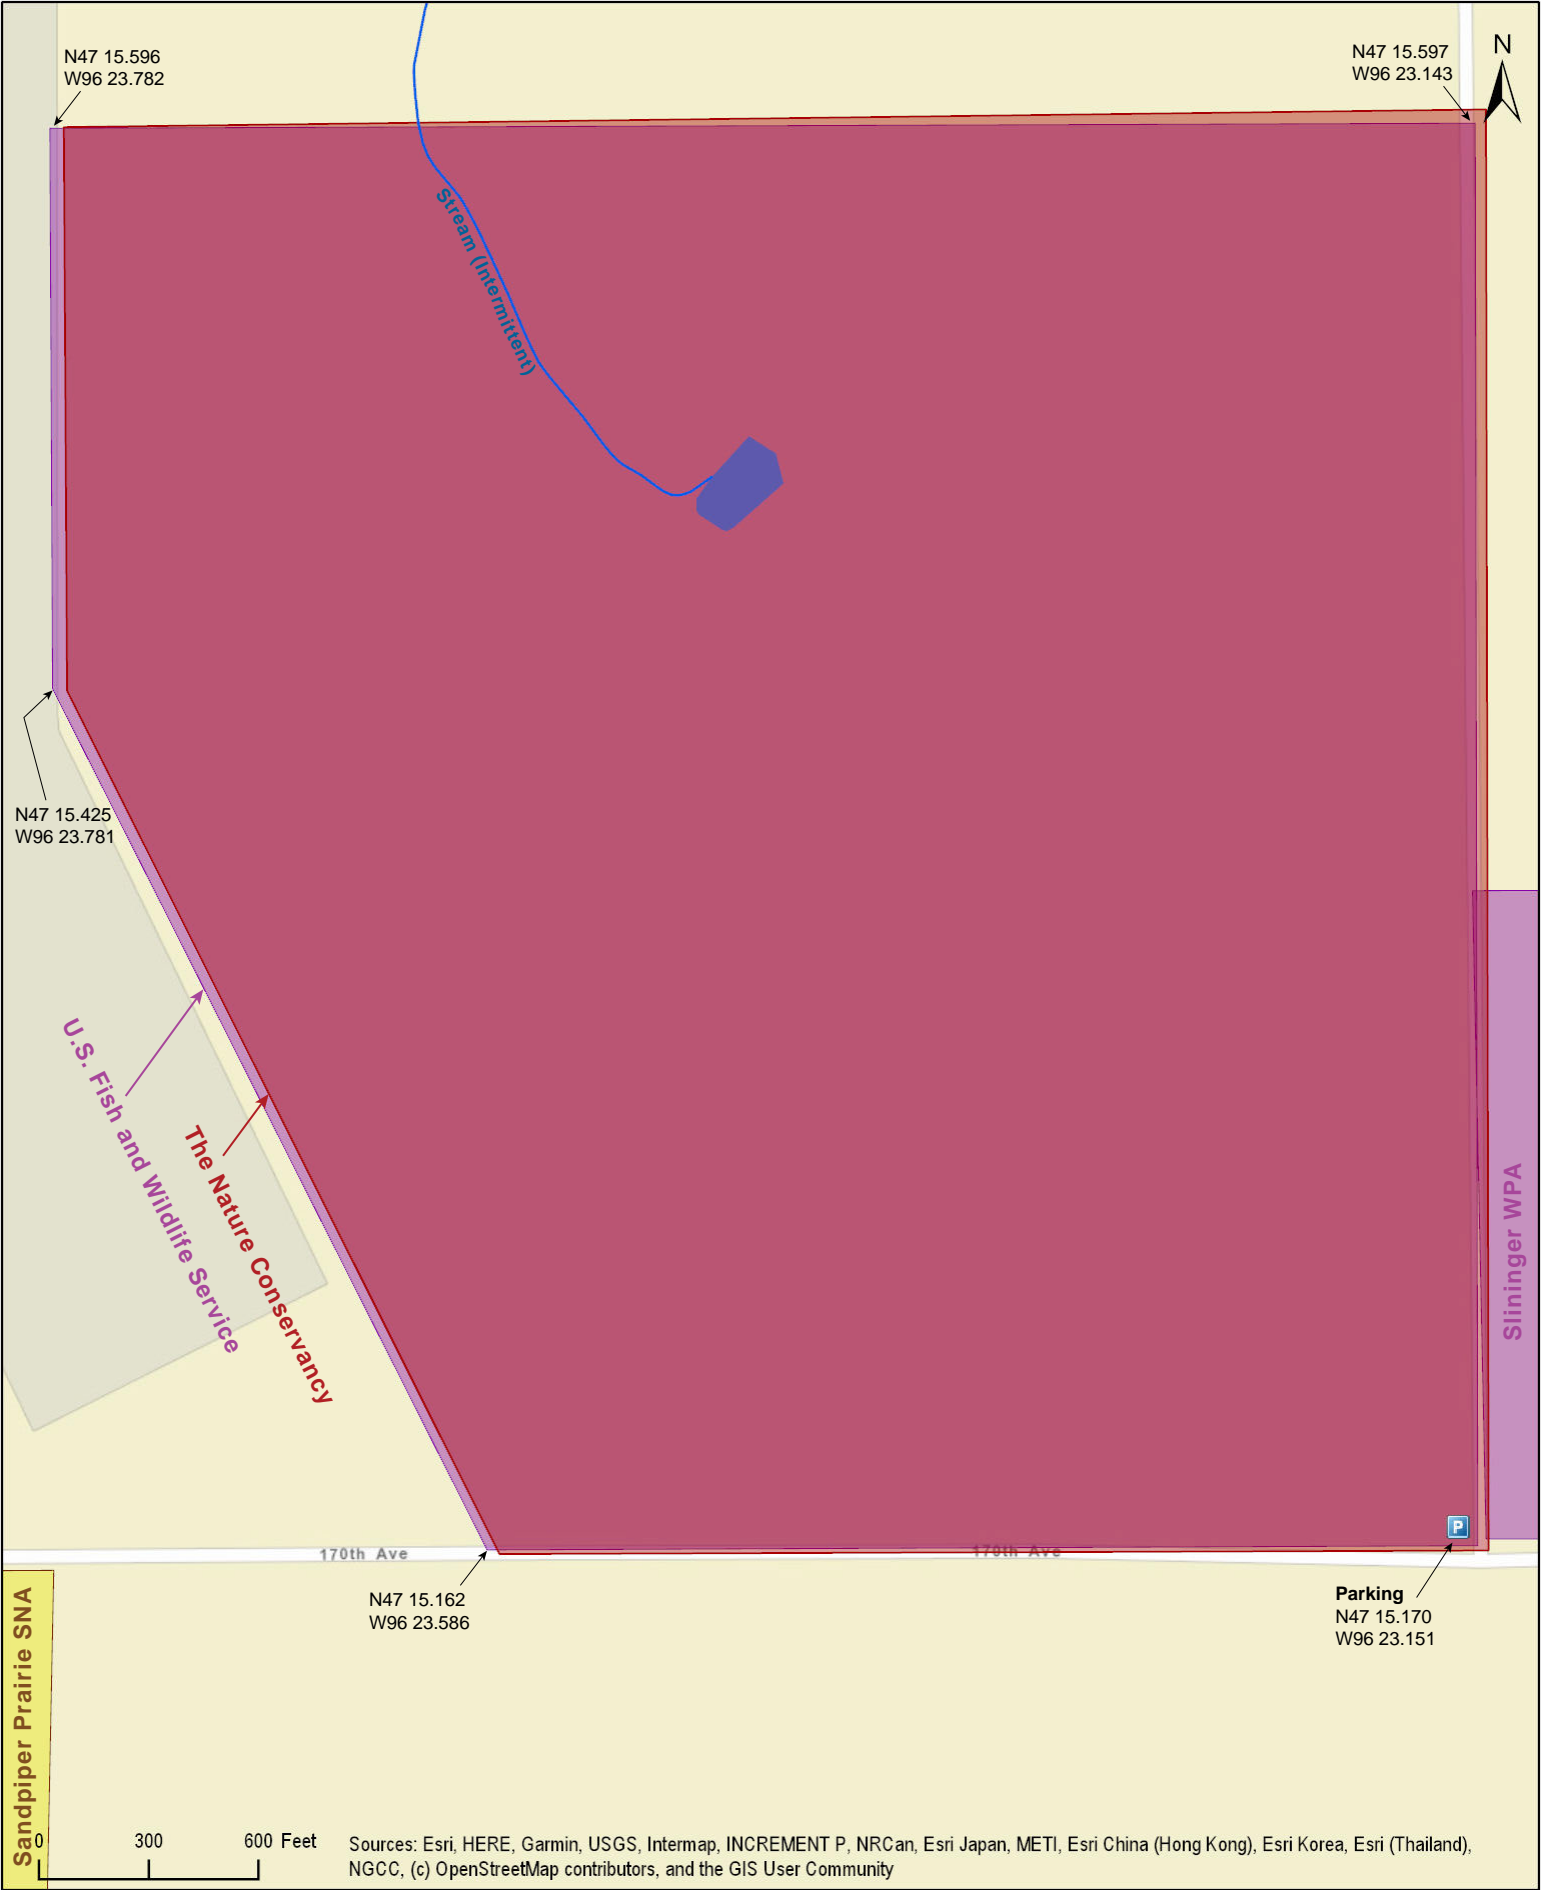 N47 15.596
W96 23.782
N47 15.597
W96 23.143
N
Stream (Intermittent)
N47 15.425
W96 23.781
U.S. Fish and Wildlife Service
The Nature Conservancy
Slininger WPA
P
170th Ave
170th Ave
N47 15.162
W96 23.586
Parking
N47 15.170
W96 23.151
Sandpiper Prairie SNA
0 300 600 Feet
Sources: Esri, HERE, Garmin, USGS, Intermap, INCREMENT P, NRCan, Esri Japan, METI, Esri China (Hong Kong), Esri Korea, Esri (Thailand),
NGCC, (c) OpenStreetMap contributors, and the GIS User Community